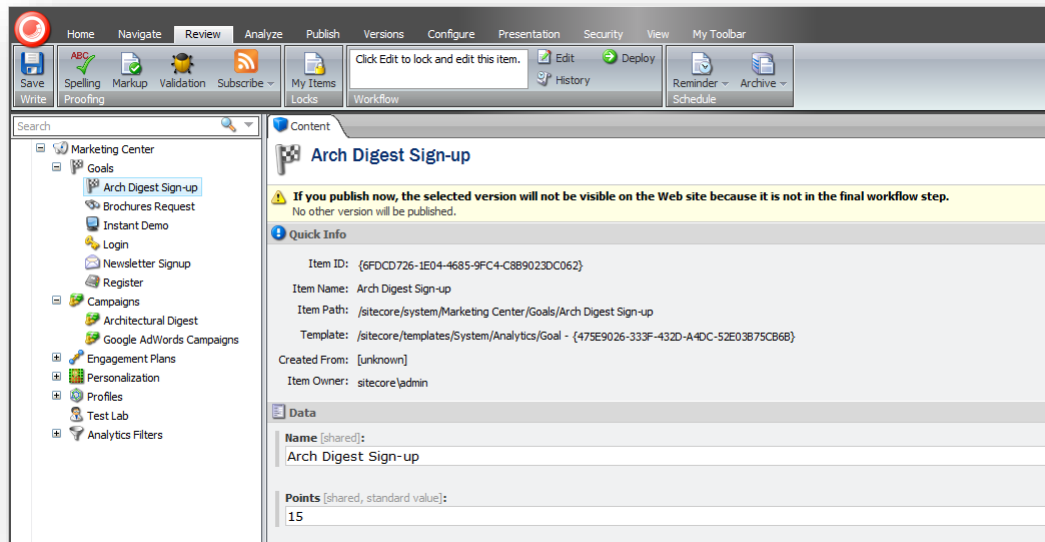 Home Navigate Review Analyze Publish Versions Configure Presentation Security View My Toolbar
ABC
Click Edit to lock and edit this item. Edit Deploy
History
Save Spelling Markup Validation Subscribe My Items Reminder Archive
Write Proofing Locks Workflow Schedule
Search
Content
Marketing Center
Goals
Arch Digest Sign-up
Brochures Request
Instant Demo
Login
Newsletter Signup
Register
Campaigns
Architectural Digest
Google AdWords Campaigns
Engagement Plans
Personalization
Profiles
Test Lab
Analytics Filters
Arch Digest Sign-up
If you publish now, the selected version will not be visible on the Web site because it is not in the final workflow step.
No other version will be published.
Quick Info
Item ID: {6FDCD726-1E04-4685-9FC4-C8B9023DC062}
Item Name: Arch Digest Sign-up
Item Path: /sitecore/system/Marketing Center/Goals/Arch Digest Sign-up
Template: /sitecore/templates/System/Analytics/Goal - {475E9026-333F-432D-A4DC-52E03B75CB6B}
Created From: [unknown]
Item Owner: sitecore\admin
Data
Name [shared]:
Arch Digest Sign-up
Points [shared, standard value]:
15